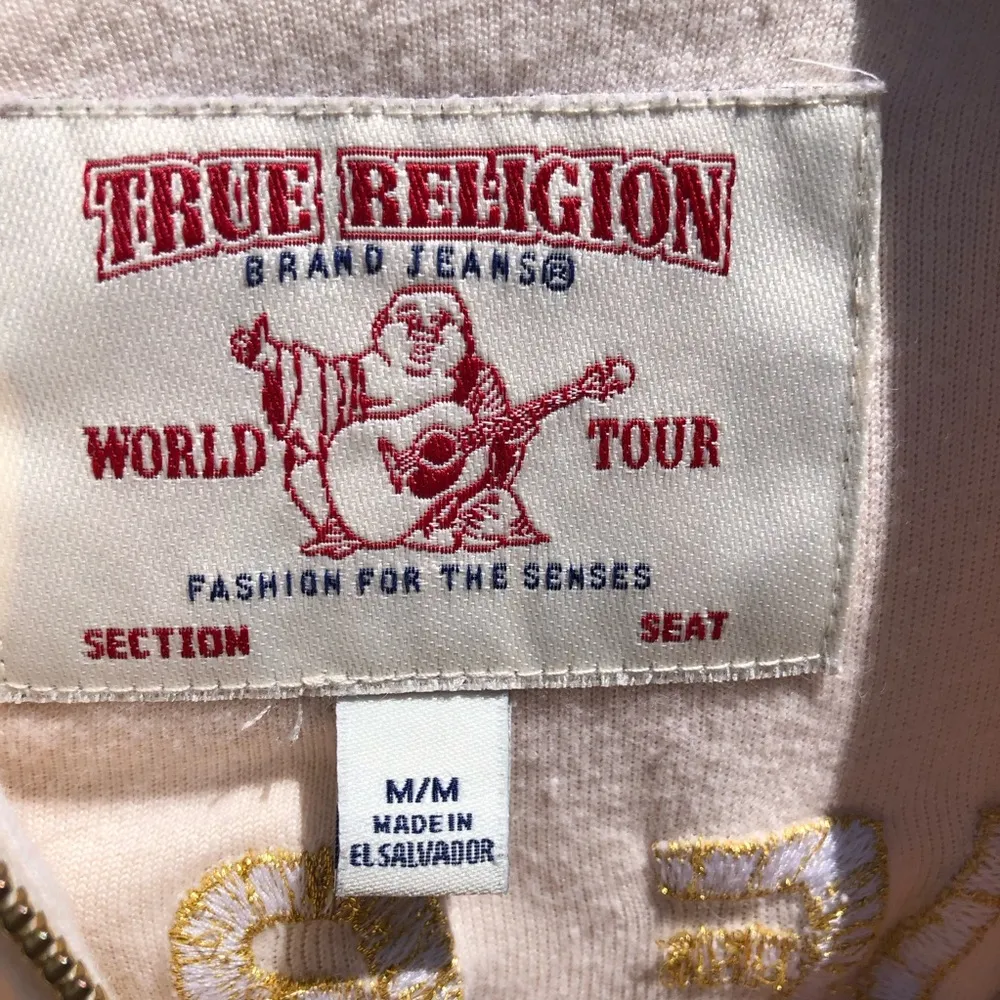 TRUE RELIGION
BRAND JEANS®
WORLD TOUR
FASHION FOR THE SENSES
SECTION SEAT
M/M
MADE IN
EL SALVADOR